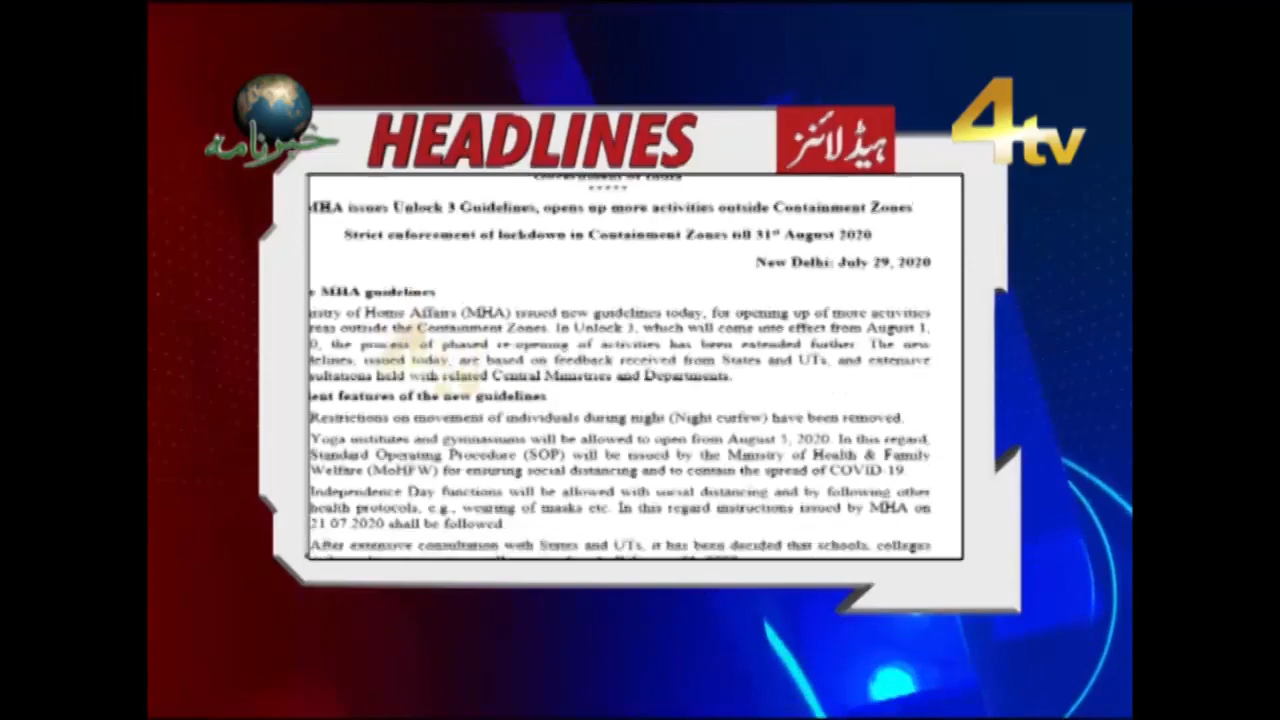 خبرنامہ
HEADLINES
ہیڈلائنز
4tv
Government of India
*****
MHA issues Unlock 3 Guidelines, opens up more activities outside Containment Zones
Strict enforcement of lockdown in Containment Zones till 31st August 2020
New Delhi: July 29, 2020
e MHA guidelines
istry of Home Affairs (MHA) issued new guidelines today, for opening up of more activities
reas outside the Containment Zones. In Unlock 3, which will come into effect from August 1,
0, the process of phased re-opening of activities has been extended further. The new
delines, issued today, are based on feedback received from States and UTs, and extensive
sultations held with related Central Ministries and Departments.
ient features of the new guidelines
Restrictions on movement of individuals during night (Night curfew) have been removed.
Yoga institutes and gymnasiums will be allowed to open from August 5, 2020. In this regard,
Standard Operating Procedure (SOP) will be issued by the Ministry of Health & Family
Welfare (MoHFW) for ensuring social distancing and to contain the spread of COVID-19.
Independence Day functions will be allowed with social distancing and by following other
health protocols, e.g., wearing of masks etc. In this regard instructions issued by MHA on
21.07.2020 shall be followed.
After extensive consultation with States and UTs, it has been decided that schools, colleges